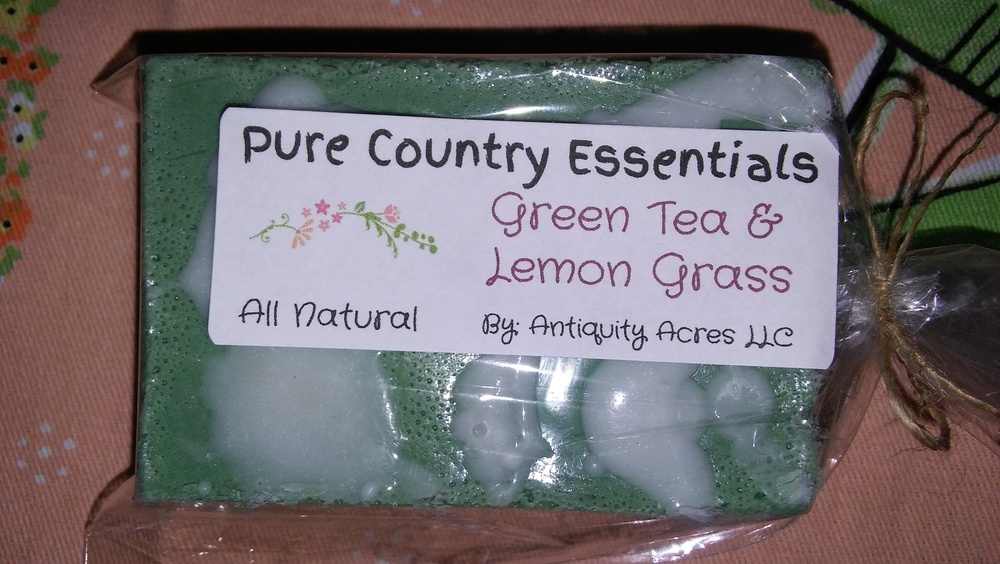 Pure Country Essentials
Green Tea &
Lemon Grass
All Natural
By: Antiquity Acres LLC